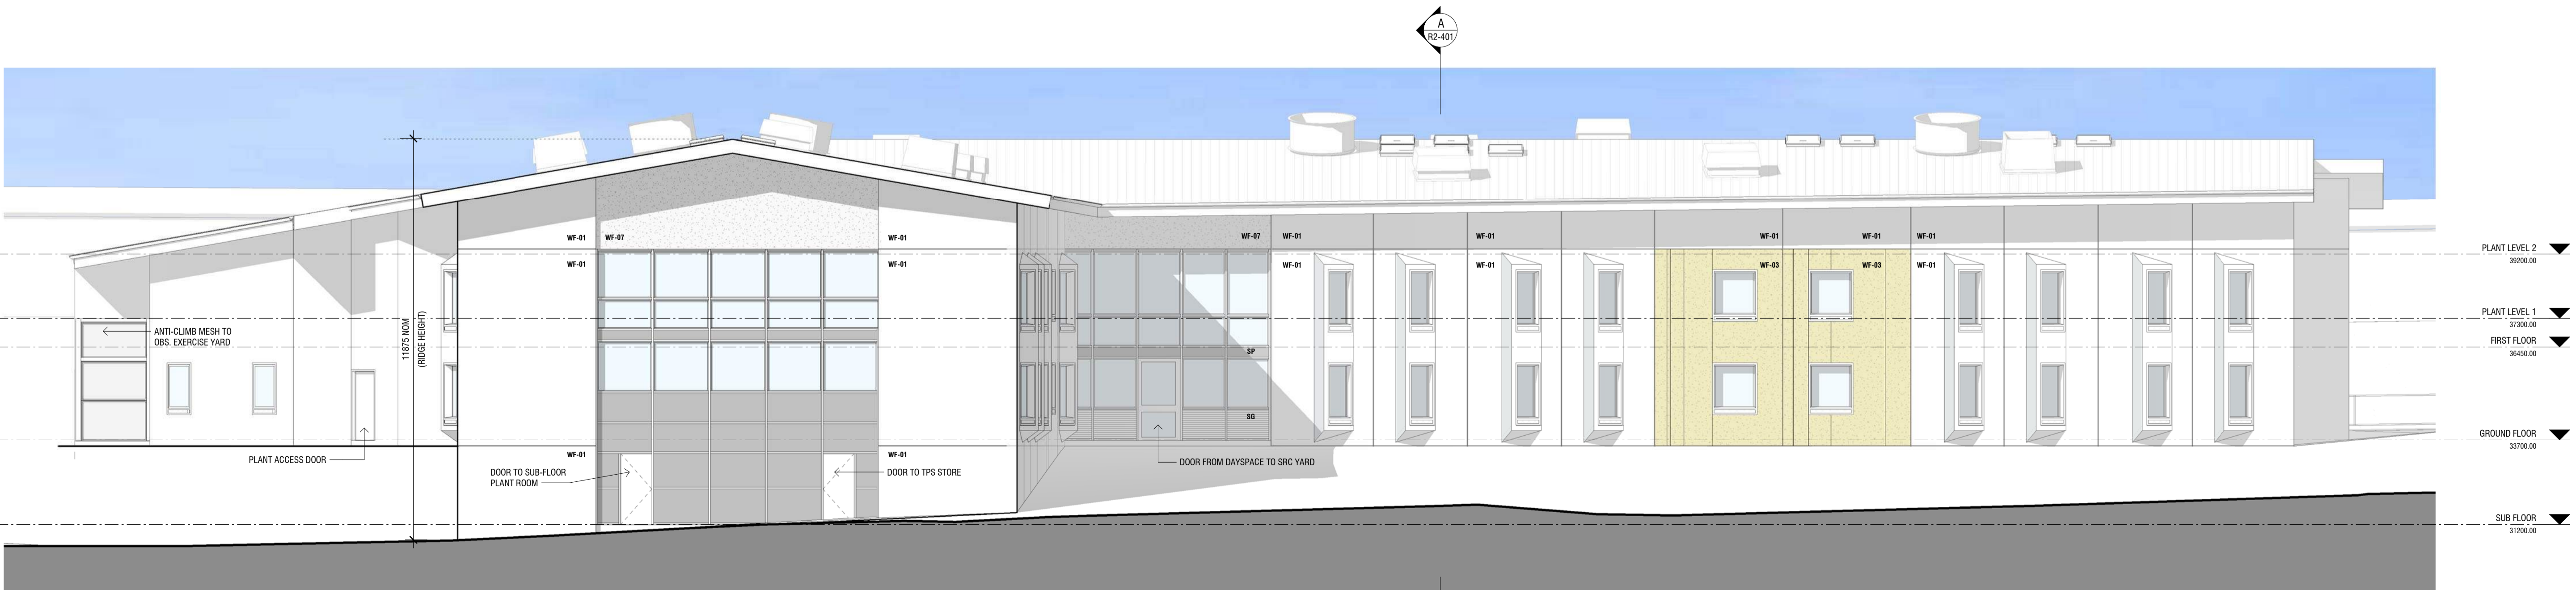 A
R2-401
WF-01
WF-07
WF-01
WF-07
WF-01
WF-01
WF-01
WF-01
WF-01
WF-01
WF-01
WF-01
WF-01
WF-03
WF-03
WF-01
PLANT LEVEL 2
39200.00
ANTI-CLIMB MESH TO
OBS. EXERCISE YARD
11875 NOM
(RIDGE HEIGHT)
PLANT LEVEL 1
37300.00
SP
FIRST FLOOR
36450.00
SG
GROUND FLOOR
33700.00
PLANT ACCESS DOOR
WF-01
WF-01
DOOR TO SUB-FLOOR
PLANT ROOM
DOOR TO TPS STORE
DOOR FROM DAYSPACE TO SRC YARD
SUB FLOOR
31200.00